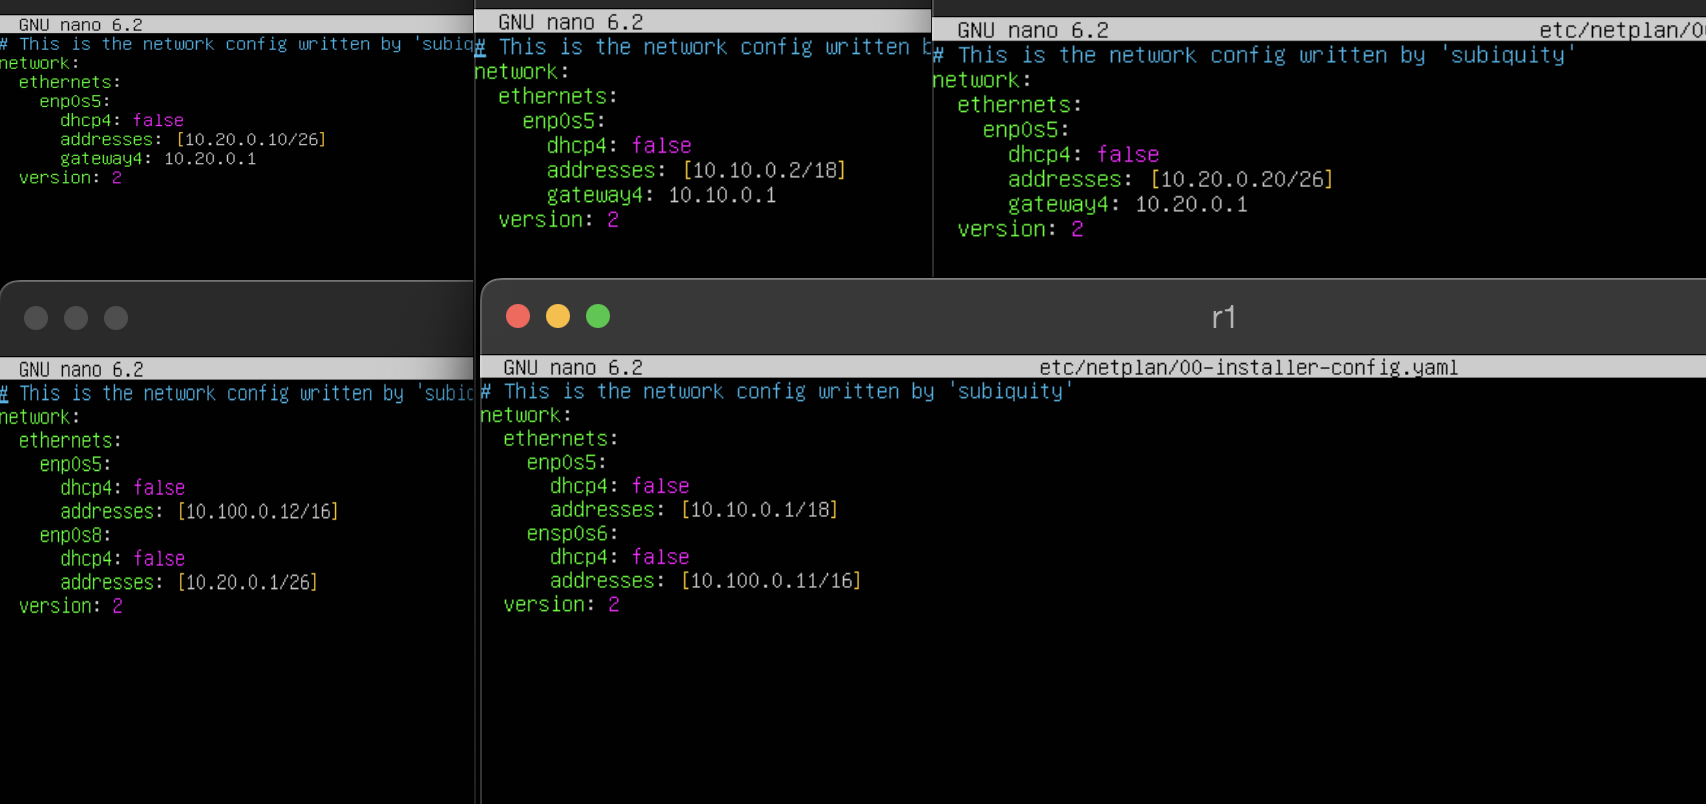 GNU nano 6.2
# This is the network config written by 'subiq
network:
ethernets:
enp0s5:
dhcp4: false
addresses: [10.20.0.10/26]
gateway4: 10.20.0.1
version: 2
GNU nano 6.2
# This is the network config written b
network:
ethernets:
enp0s5:
dhcp4: false
addresses: [10.10.0.2/18]
gateway4: 10.10.0.1
version: 2
GNU nano 6.2 etc/netplan/00
# This is the network config written by 'subiquity'
network:
ethernets:
enp0s5:
dhcp4: false
addresses: [10.20.0.20/26]
gateway4: 10.20.0.1
version: 2
GNU nano 6.2
# This is the network config written by 'subic
network:
ethernets:
enp0s5:
dhcp4: false
addresses: [10.100.0.12/16]
enp0s8:
dhcp4: false
addresses: [10.20.0.1/26]
version: 2
r1
GNU nano 6.2 etc/netplan/00-installer-config.yaml
# This is the network config written by 'subiquity'
network:
ethernets:
enp0s5:
dhcp4: false
addresses: [10.10.0.1/18]
ensp0s6:
dhcp4: false
addresses: [10.100.0.11/16]
version: 2